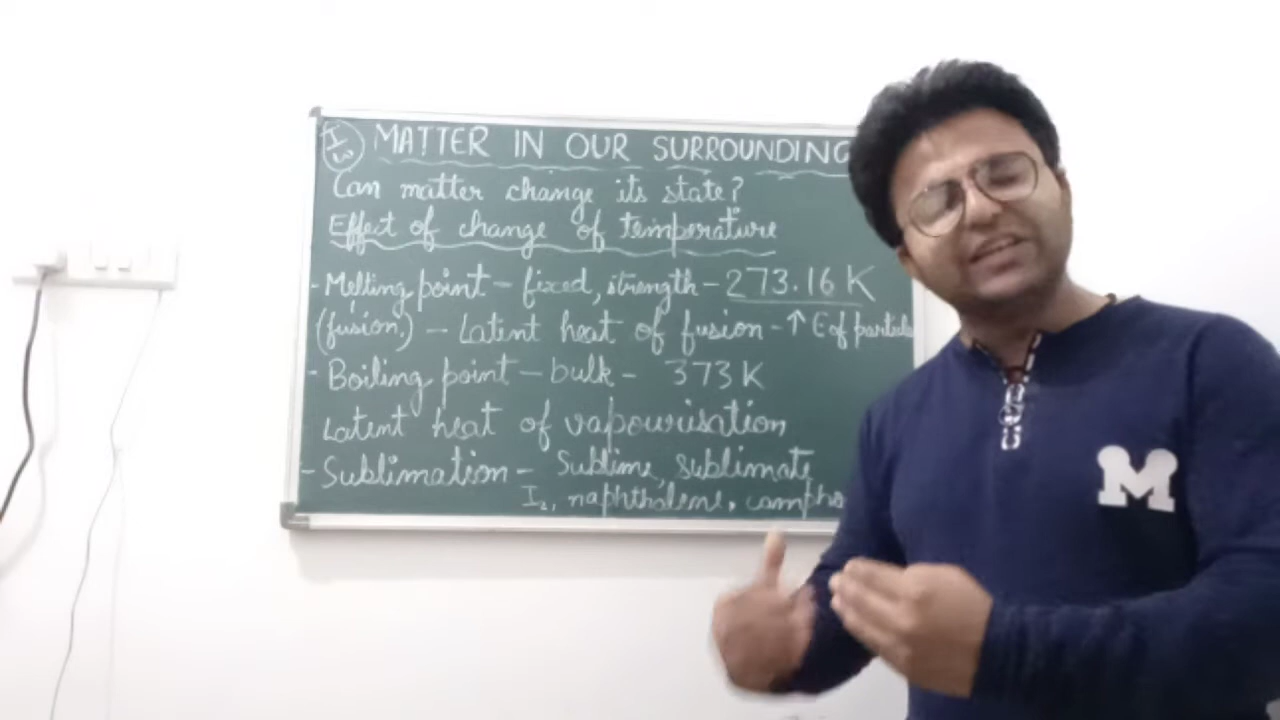 MATTER IN OUR SURROUNDING
Can matter change its state?
Effect of change of temperature
- Melting point - fixed, strength - 273.16 K
(fusion) - Latent heat of fusion - ↑ E of particle
- Boiling point - bulk - 373 K
Latent heat of vapourisation
- Sublimation - Sublime, sublimate
I₂, naphthalene, campho
M